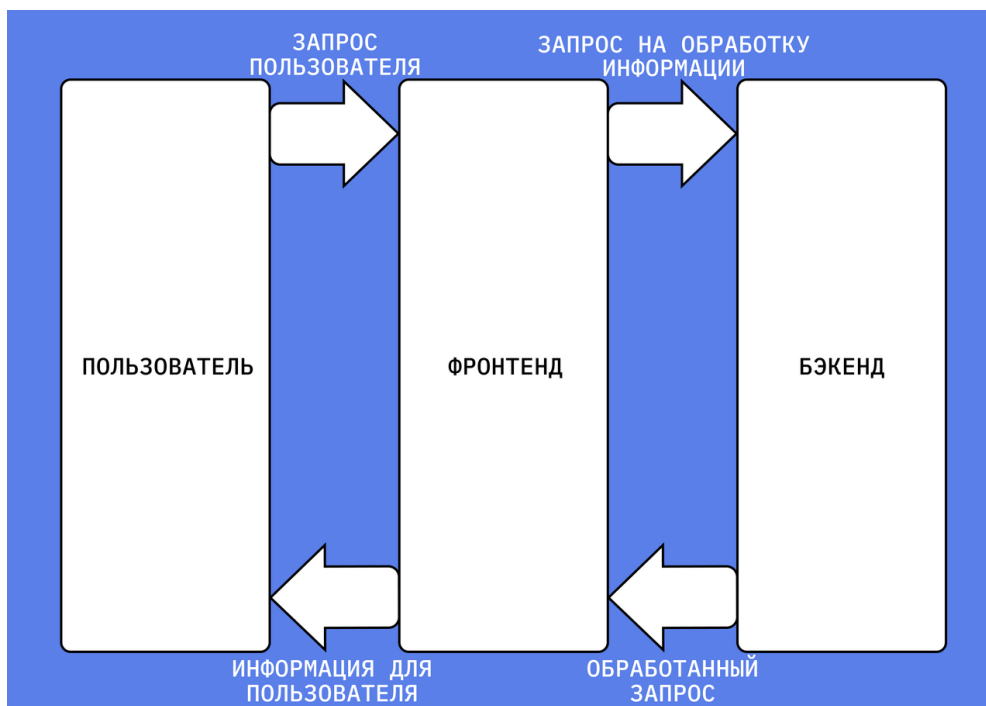 ЗАПРОС
ПОЛЬЗОВАТЕЛЯ
ЗАПРОС НА ОБРАБОТКУ
ИНФОРМАЦИИ
ПОЛЬЗОВАТЕЛЬ
ФРОНТЕНД
БЭКЕНД
ИНФОРМАЦИЯ ДЛЯ
ПОЛЬЗОВАТЕЛЯ
ОБРАБОТАННЫЙ
ЗАПРОС